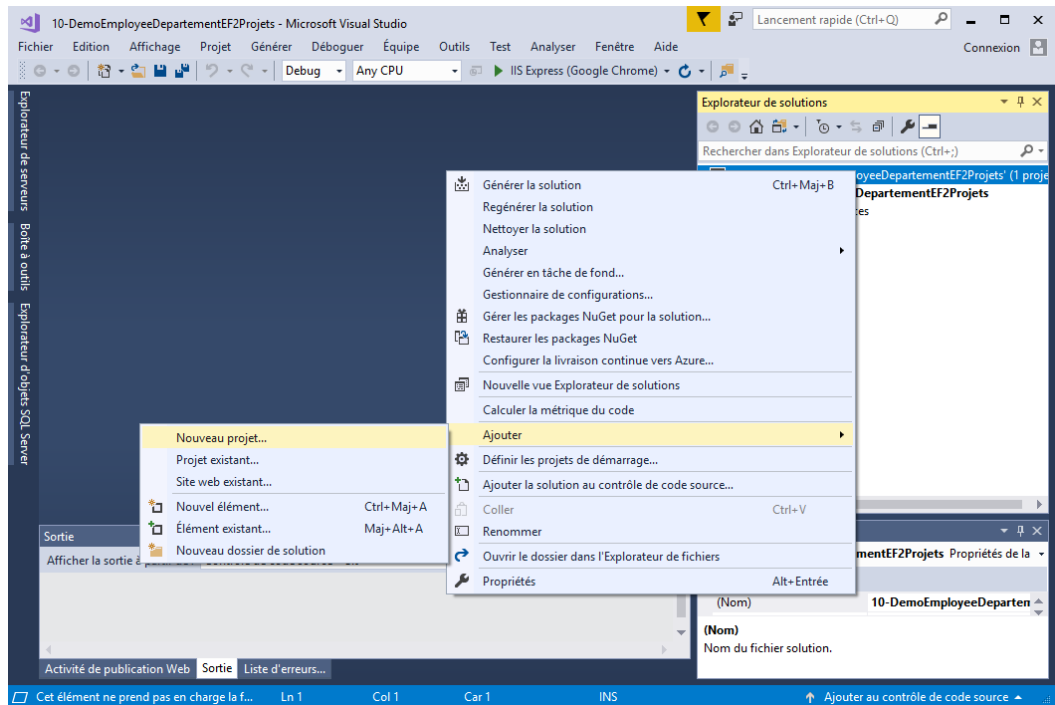 10-DemoEmployeeDepartementEF2Projets - Microsoft Visual Studio
Lancement rapide (Ctrl+Q)
Fichier Edition Affichage Projet Générer Déboguer Équipe Outils Test Analyser Fenêtre Aide
Connexion
Debug
Any CPU
IIS Express (Google Chrome)
Explorateur de serveurs
Boîte à outils
Explorateur d'objets SQL Server
Explorateur de solutions
Rechercher dans Explorateur de solutions (Ctrl+;)
oyeeDepartementEF2Projets' (1 proje
DepartementEF2Projets
Générer la solution Ctrl+Maj+B
Regénérer la solution
Nettoyer la solution
Analyser
Générer en tâche de fond...
Gestionnaire de configurations...
Gérer les packages NuGet pour la solution...
Restaurer les packages NuGet
Configurer la livraison continue vers Azure...
Nouvelle vue Explorateur de solutions
Calculer la métrique du code
Ajouter
Définir les projets de démarrage...
Ajouter la solution au contrôle de code source...
Coller Ctrl+V
Renommer
Ouvrir le dossier dans l'Explorateur de fichiers
Propriétés Alt+Entrée
Nouveau projet...
Projet existant...
Site web existant...
Nouvel élément... Ctrl+Maj+A
Élément existant... Maj+Alt+A
Nouveau dossier de solution
Sortie
Afficher la sortie
mentEF2Projets Propriétés de la
(Nom) 10-DemoEmployeeDeparten
(Nom)
Nom du fichier solution.
Activité de publication Web Sortie Liste d'erreurs...
Cet élément ne prend pas en charge la f... Ln 1 Col 1 Car 1 INS Ajouter au contrôle de code source